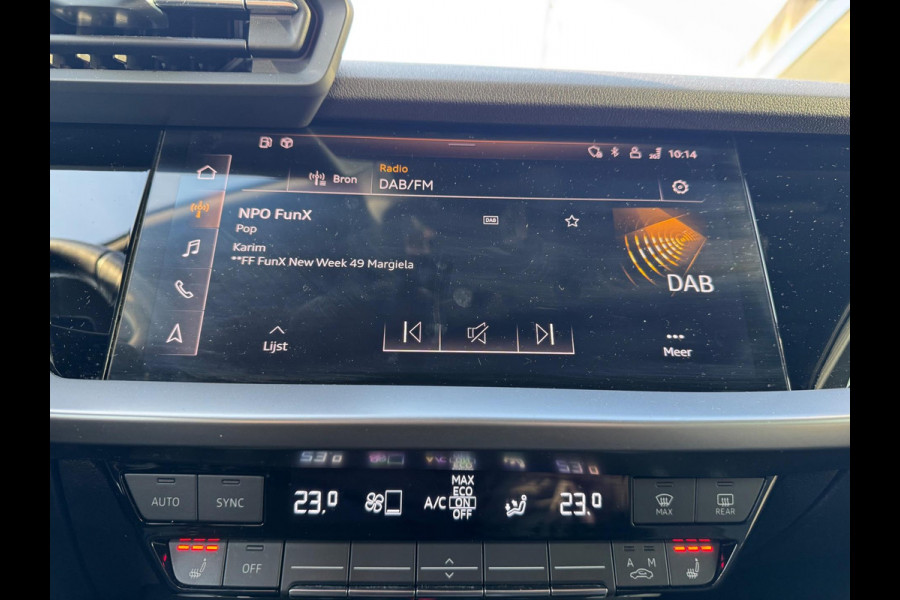 10:14
Bron
Radio
DAB/FM
NPO FunX
DAB
Pop
Karim
**FF FunX New Week 49 Margiela
DAB
Lijst
Meer
AUTO
SYNC
23.0
A/C
MAX
ECO
ON
OFF
23.0
MAX
REAR
OFF
A M